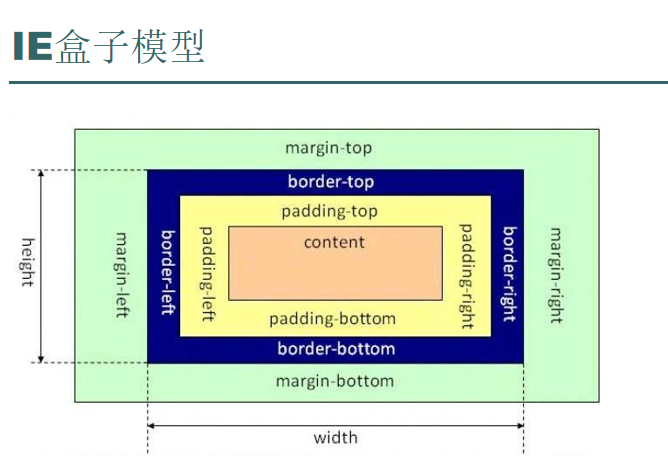 IE盒子模型
margin-top
border-top
padding-top
content
height
margin-left
border-left
padding-left
padding-right
border-right
margin-right
padding-bottom
border-bottom
margin-bottom
width